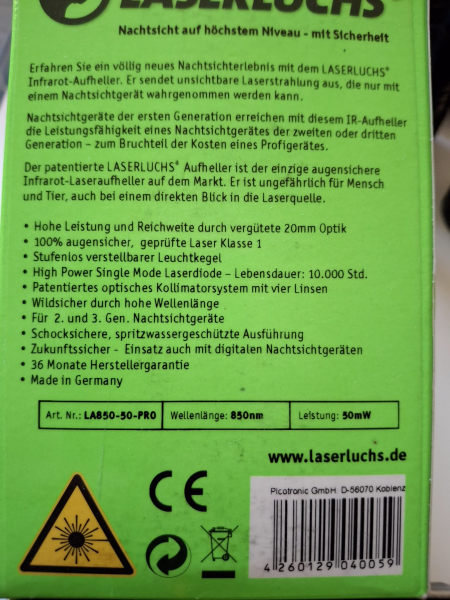 LASERLUCHS®
Nachtsicht auf höchstem Niveau - mit Sicherheit
Erfahren Sie ein völlig neues Nachtsichterlebnis mit dem LASERLUCHS®
Infrarot-Aufheller. Er sendet unsichtbare Laserstrahlung aus, die nur mit
einem Nachtsichtgerät wahrgenommen werden kann.
Nachtsichtgeräte der ersten Generation erreichen mit diesem IR-Aufheller
die Leistungsfähigkeit eines Nachtsichtgerätes der zweiten oder dritten
Generation – zum Bruchteil der Kosten eines Profigerätes.
Der patentierte LASERLUCHS® Aufheller ist der einzige augensichere
Infrarot-Laseraufheller auf dem Markt. Er ist ungefährlich für Mensch
und Tier, auch bei einem direkten Blick in die Laserquelle.
• Hohe Leistung und Reichweite durch vergütete 20mm Optik
• 100% augensicher, geprüfte Laser Klasse 1
• Stufenlos verstellbarer Leuchtkegel
• High Power Single Mode Laserdiode – Lebensdauer: 10.000 Std.
• Patentiertes optisches Kollimatorsystem mit vier Linsen
• Wildsicher durch hohe Wellenlänge
• Für 2. und 3. Gen. Nachtsichtgeräte
• Schocksichere, spritzwassergeschützte Ausführung
• Zukunftssicher - Einsatz auch mit digitalen Nachtsichtgeräten
• 36 Monate Herstellergarantie
• Made in Germany
Art. Nr.: LA850-50-PRO Wellenlänge: 850nm Leistung: 50mW
www.laserluchs.de
CE
Picotronic GmbH D-56070 Koblenz
4 260129 040059